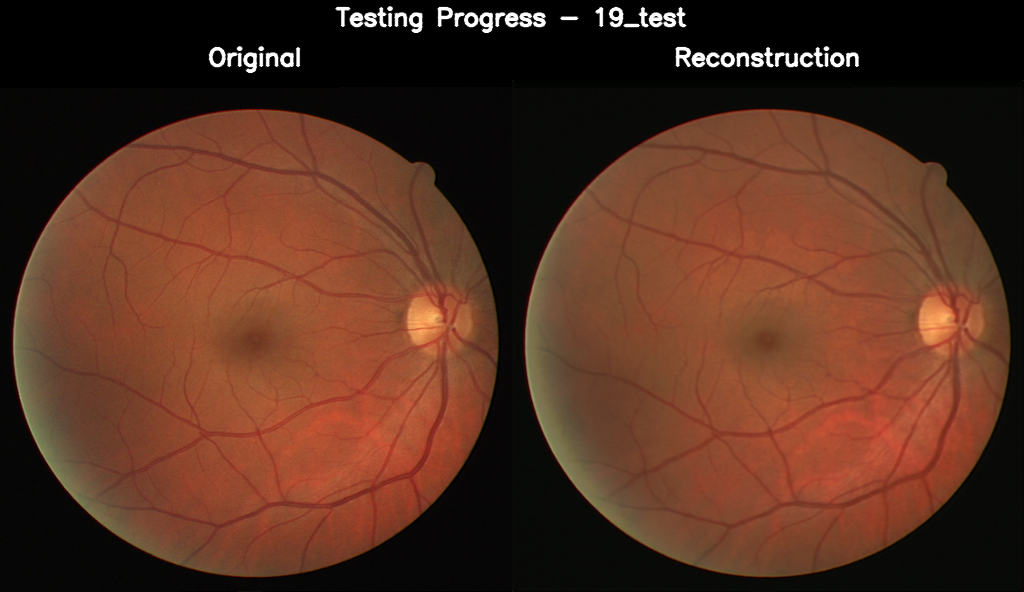 Testing Progress - 19_test
Original
Reconstruction